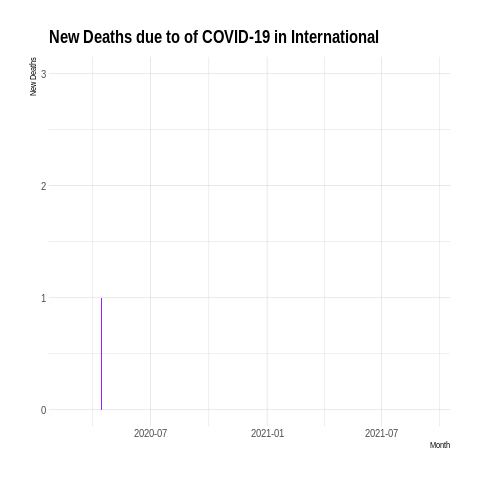 New Deaths due to of COVID-19 in International
New Deaths
3
2
1
0
2020-07 2021-01 2021-07
Month